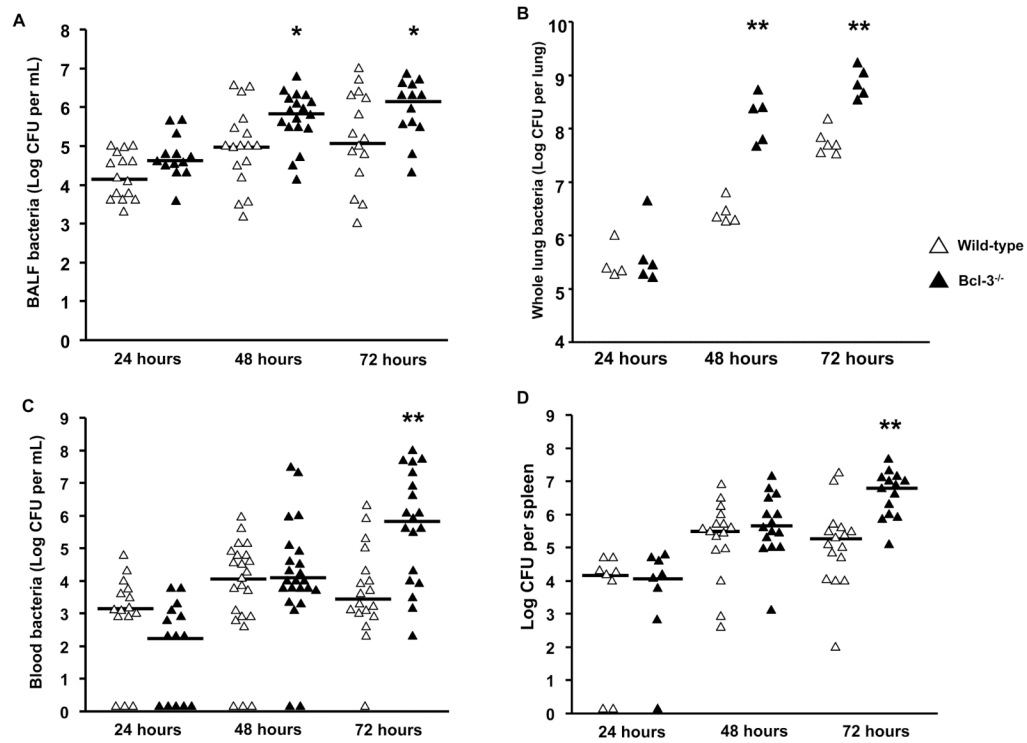 A
BALF bacteria (Log CFU per mL)
8
7
6
5
4
3
2
1
0
*
*
24 hours
48 hours
72 hours
B
Whole lung bacteria (Log CFU per lung)
10
9
8
7
6
5
4
**
**
24 hours
48 hours
72 hours
Wild-type
Bcl-3-/-
C
Blood bacteria (Log CFU per mL)
9
8
7
6
5
4
3
2
1
0
**
24 hours
48 hours
72 hours
D
Log CFU per spleen
9
8
7
6
5
4
3
2
1
0
**
24 hours
48 hours
72 hours